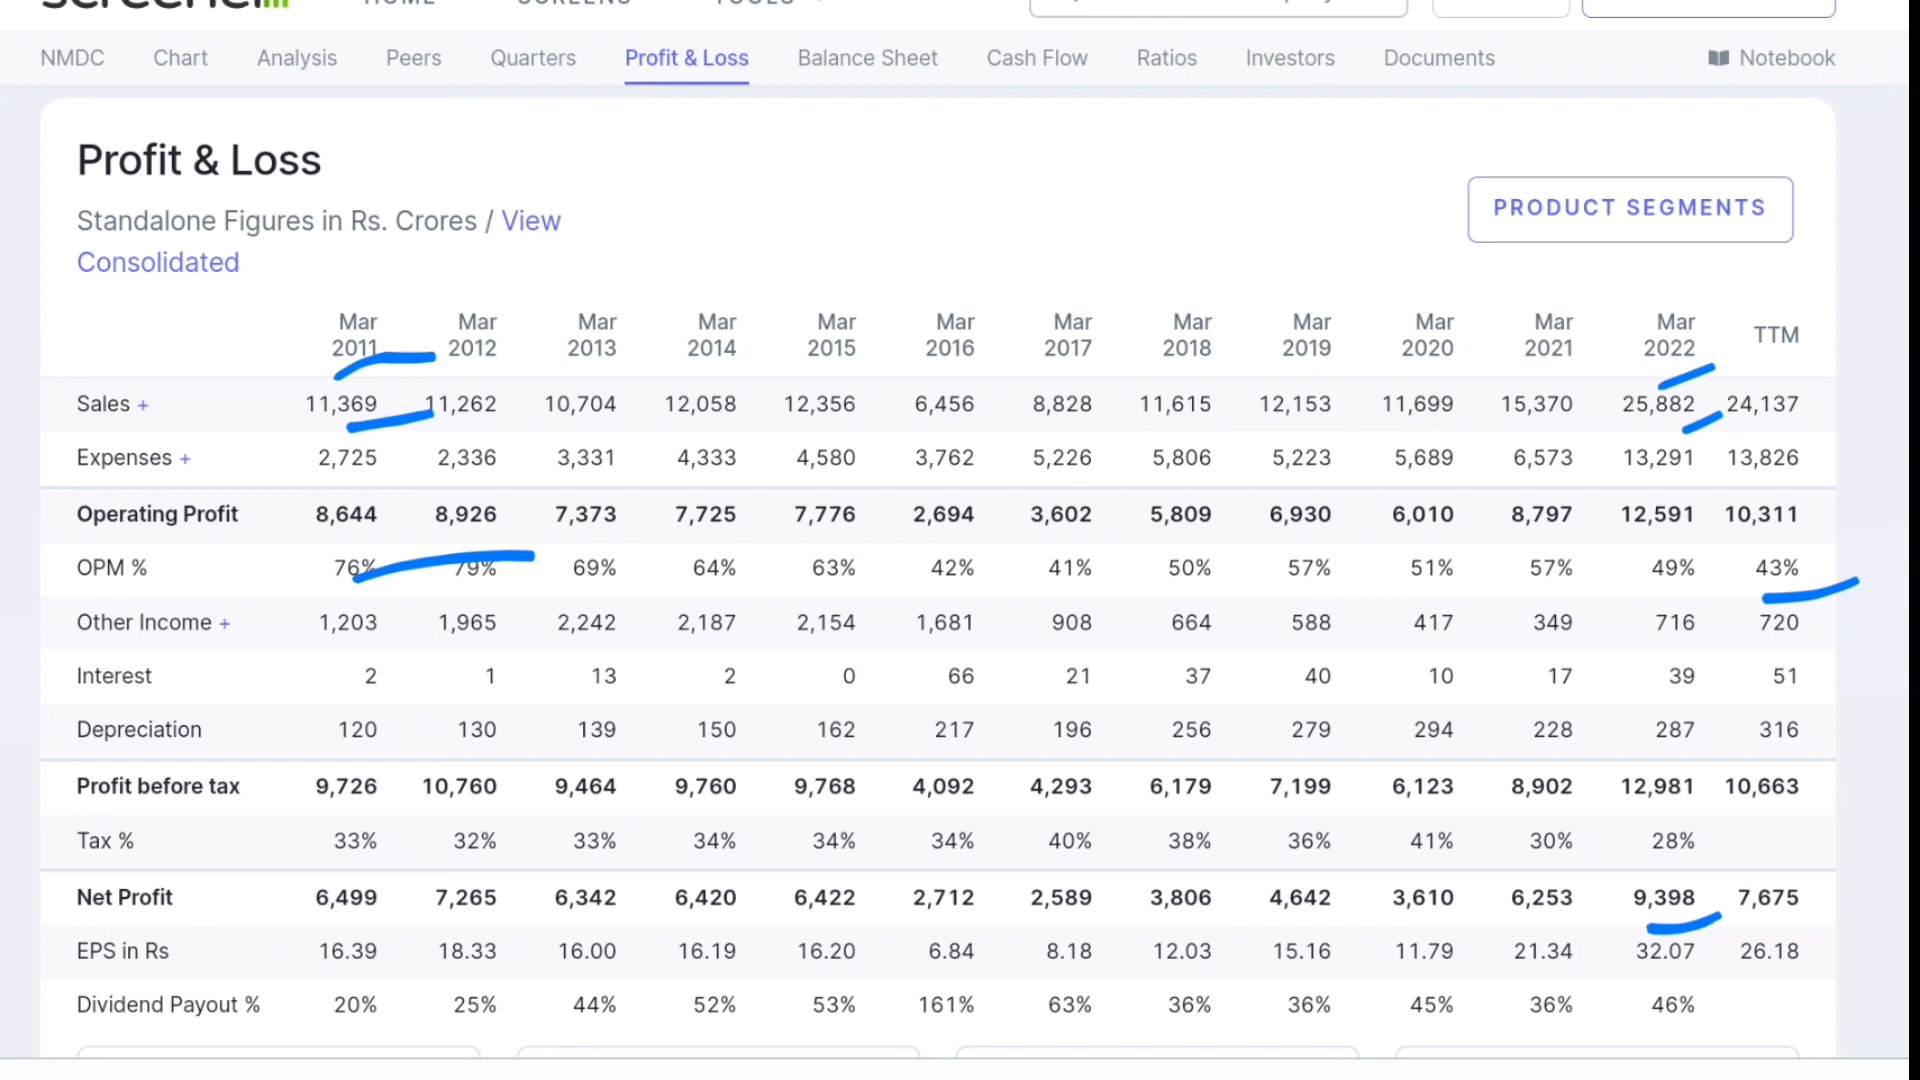 HOME SCREENS TOOLS
NMDC Chart Analysis Peers Quarters Profit & Loss Balance Sheet Cash Flow Ratios Investors Documents Notebook
Profit & Loss
Standalone Figures in Rs. Crores / View
Consolidated
PRODUCT SEGMENTS
Mar 2011 Mar 2012 Mar 2013 Mar 2014 Mar 2015 Mar 2016 Mar 2017 Mar 2018 Mar 2019 Mar 2020 Mar 2021 Mar 2022 TTM
Sales + 11,369 11,262 10,704 12,058 12,356 6,456 8,828 11,615 12,153 11,699 15,370 25,882 24,137
Expenses + 2,725 2,336 3,331 4,333 4,580 3,762 5,226 5,806 5,223 5,689 6,573 13,291 13,826
Operating Profit 8,644 8,926 7,373 7,725 7,776 2,694 3,602 5,809 6,930 6,010 8,797 12,591 10,311
OPM % 76% 79% 69% 64% 63% 42% 41% 50% 57% 51% 57% 49% 43%
Other Income + 1,203 1,965 2,242 2,187 2,154 1,681 908 664 588 417 349 716 720
Interest 2 1 13 2 0 66 21 37 40 10 17 39 51
Depreciation 120 130 139 150 162 217 196 256 279 294 228 287 316
Profit before tax 9,726 10,760 9,464 9,760 9,768 4,092 4,293 6,179 7,199 6,123 8,902 12,981 10,663
Tax % 33% 32% 33% 34% 34% 34% 40% 38% 36% 41% 30% 28%
Net Profit 6,499 7,265 6,342 6,420 6,422 2,712 2,589 3,806 4,642 3,610 6,253 9,398 7,675
EPS in Rs 16.39 18.33 16.00 16.19 16.20 6.84 8.18 12.03 15.16 11.79 21.34 32.07 26.18
Dividend Payout % 20% 25% 44% 52% 53% 161% 63% 36% 36% 45% 36% 46%